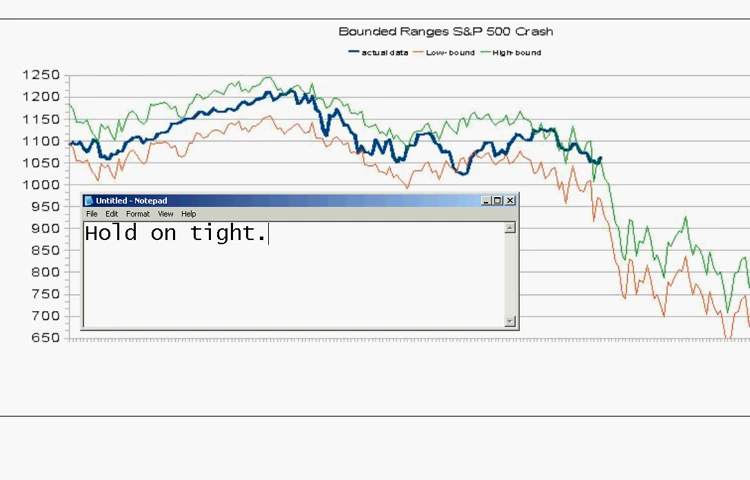 Bounded Ranges S&P 500 Crash
actual data Low-bound High-bound
1250
1200
1150
1100
1050
1000
950
900
850
800
750
700
650
Untitled - Notepad
File Edit Format View Help
Hold on tight.